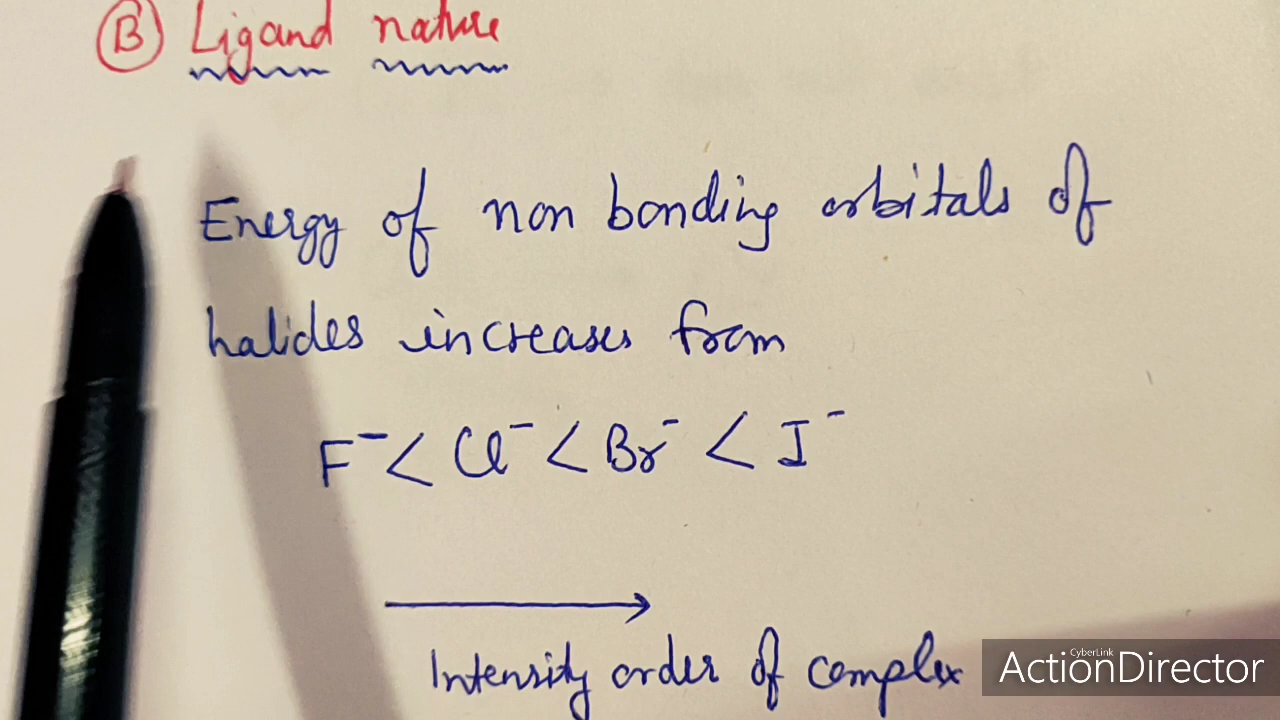 B Ligand nature
Energy of non bonding orbitals of
halides increases from
F⁻ < Cl⁻ < Br⁻ < I⁻
→
Intensity order of complex
CyberLink
ActionDirector